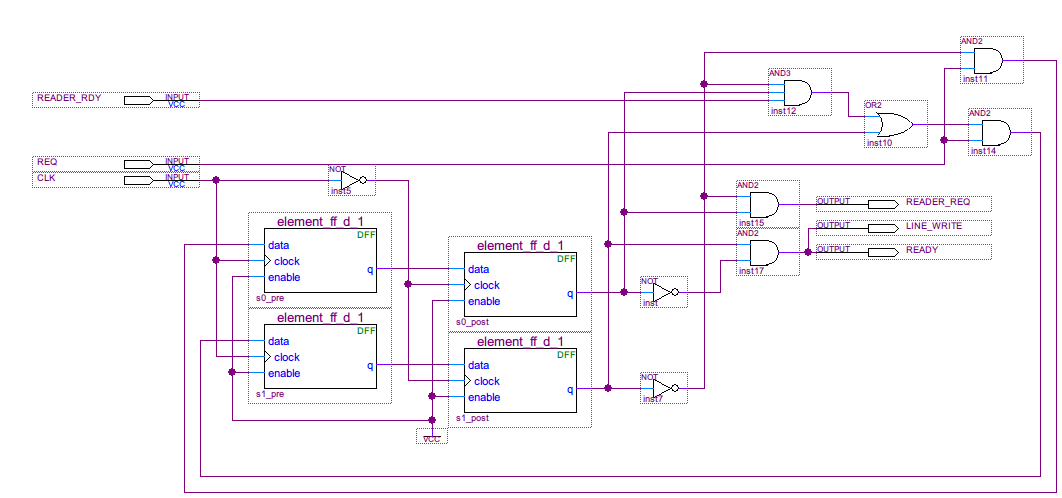 AND2
inst11
AND3
inst12
READER_RDY
INPUT
VCC
OR2
inst10
AND2
inst14
REQ
INPUT
VCC
CLK
INPUT
VCC
NOT
inst5
AND2
inst15
OUTPUT
READER_REQ
OUTPUT
LINE_WRITE
AND2
inst17
OUTPUT
READY
element_ff_d_1
DFF
data
clock
enable
q
s0_pre
element_ff_d_1
DFF
data
clock
enable
q
s0_post
NOT
inst
element_ff_d_1
DFF
data
clock
enable
q
s1_pre
element_ff_d_1
DFF
data
clock
enable
q
s1_post
NOT
inst7
VCC